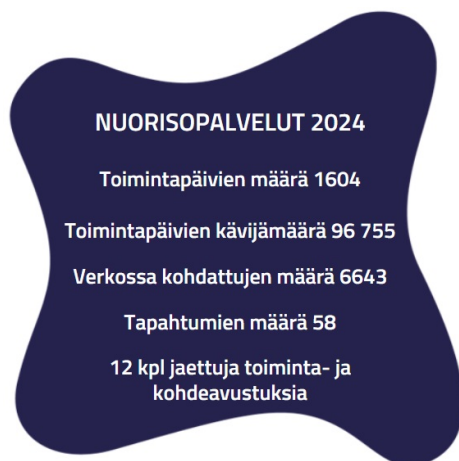 NUORISOPALVELUT 2024
Toimintapäivien määrä 1604
Toimintapäivien kävijämäärä 96 755
Verkossa kohdattujen määrä 6643
Tapahtumien määrä 58
12 kpl jaettuja toiminta- ja
kohdeavustuksia